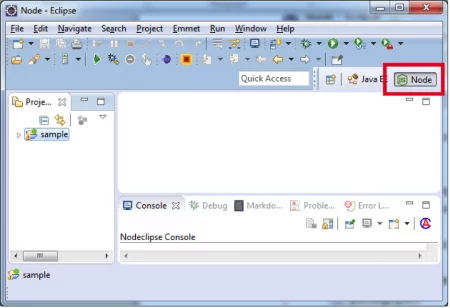 Node - Eclipse
File Edit Navigate Search Project Emmet Run Window Help
Quick Access
Java E
Node
Proje...
sample
Console Debug Markdo... Proble... Error L...
Nodeclipse Console
sample